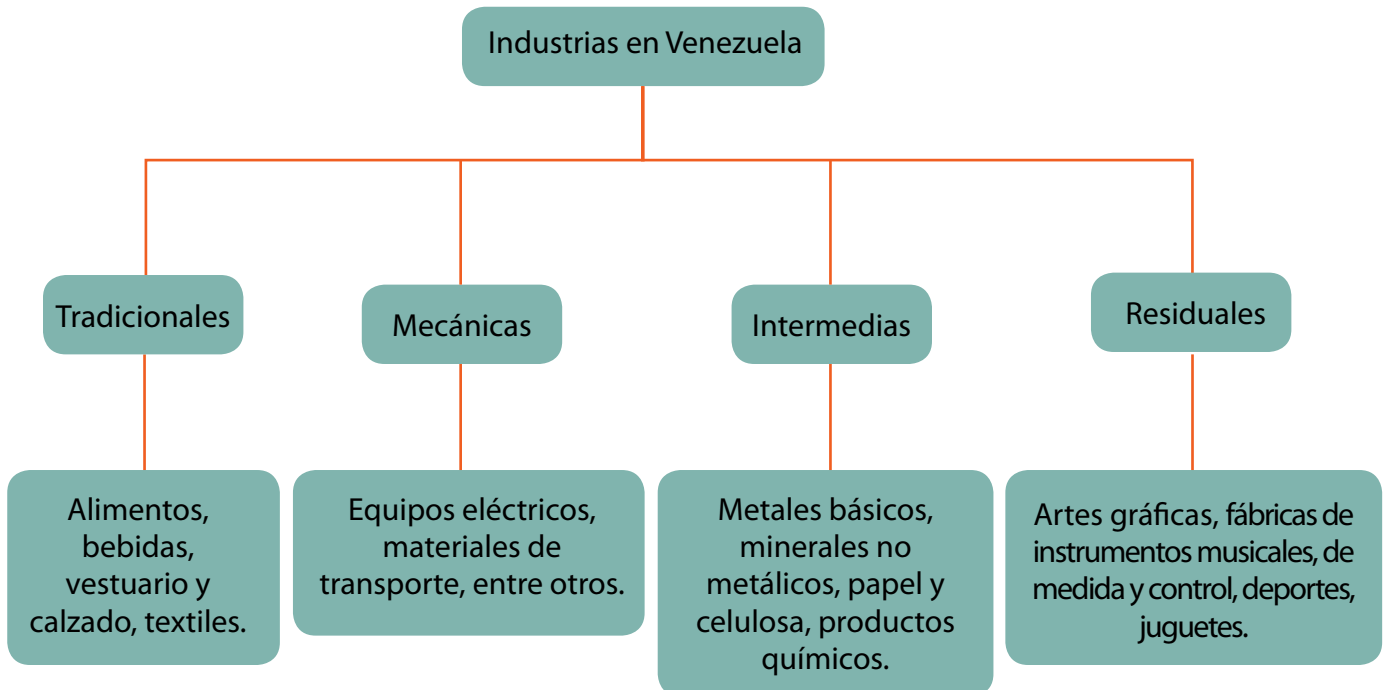 Industrias en Venezuela
Tradicionales
Mecánicas
Intermedias
Residuales
Alimentos,
bebidas,
vestuario y
calzado, textiles.
Equipos eléctricos,
materiales de
transporte, entre otros.
Metales básicos,
minerales no
metálicos, papel y
celulosa, productos
químicos.
Artes gráficas, fábricas de
instrumentos musicales, de
medida y control, deportes,
juguetes.